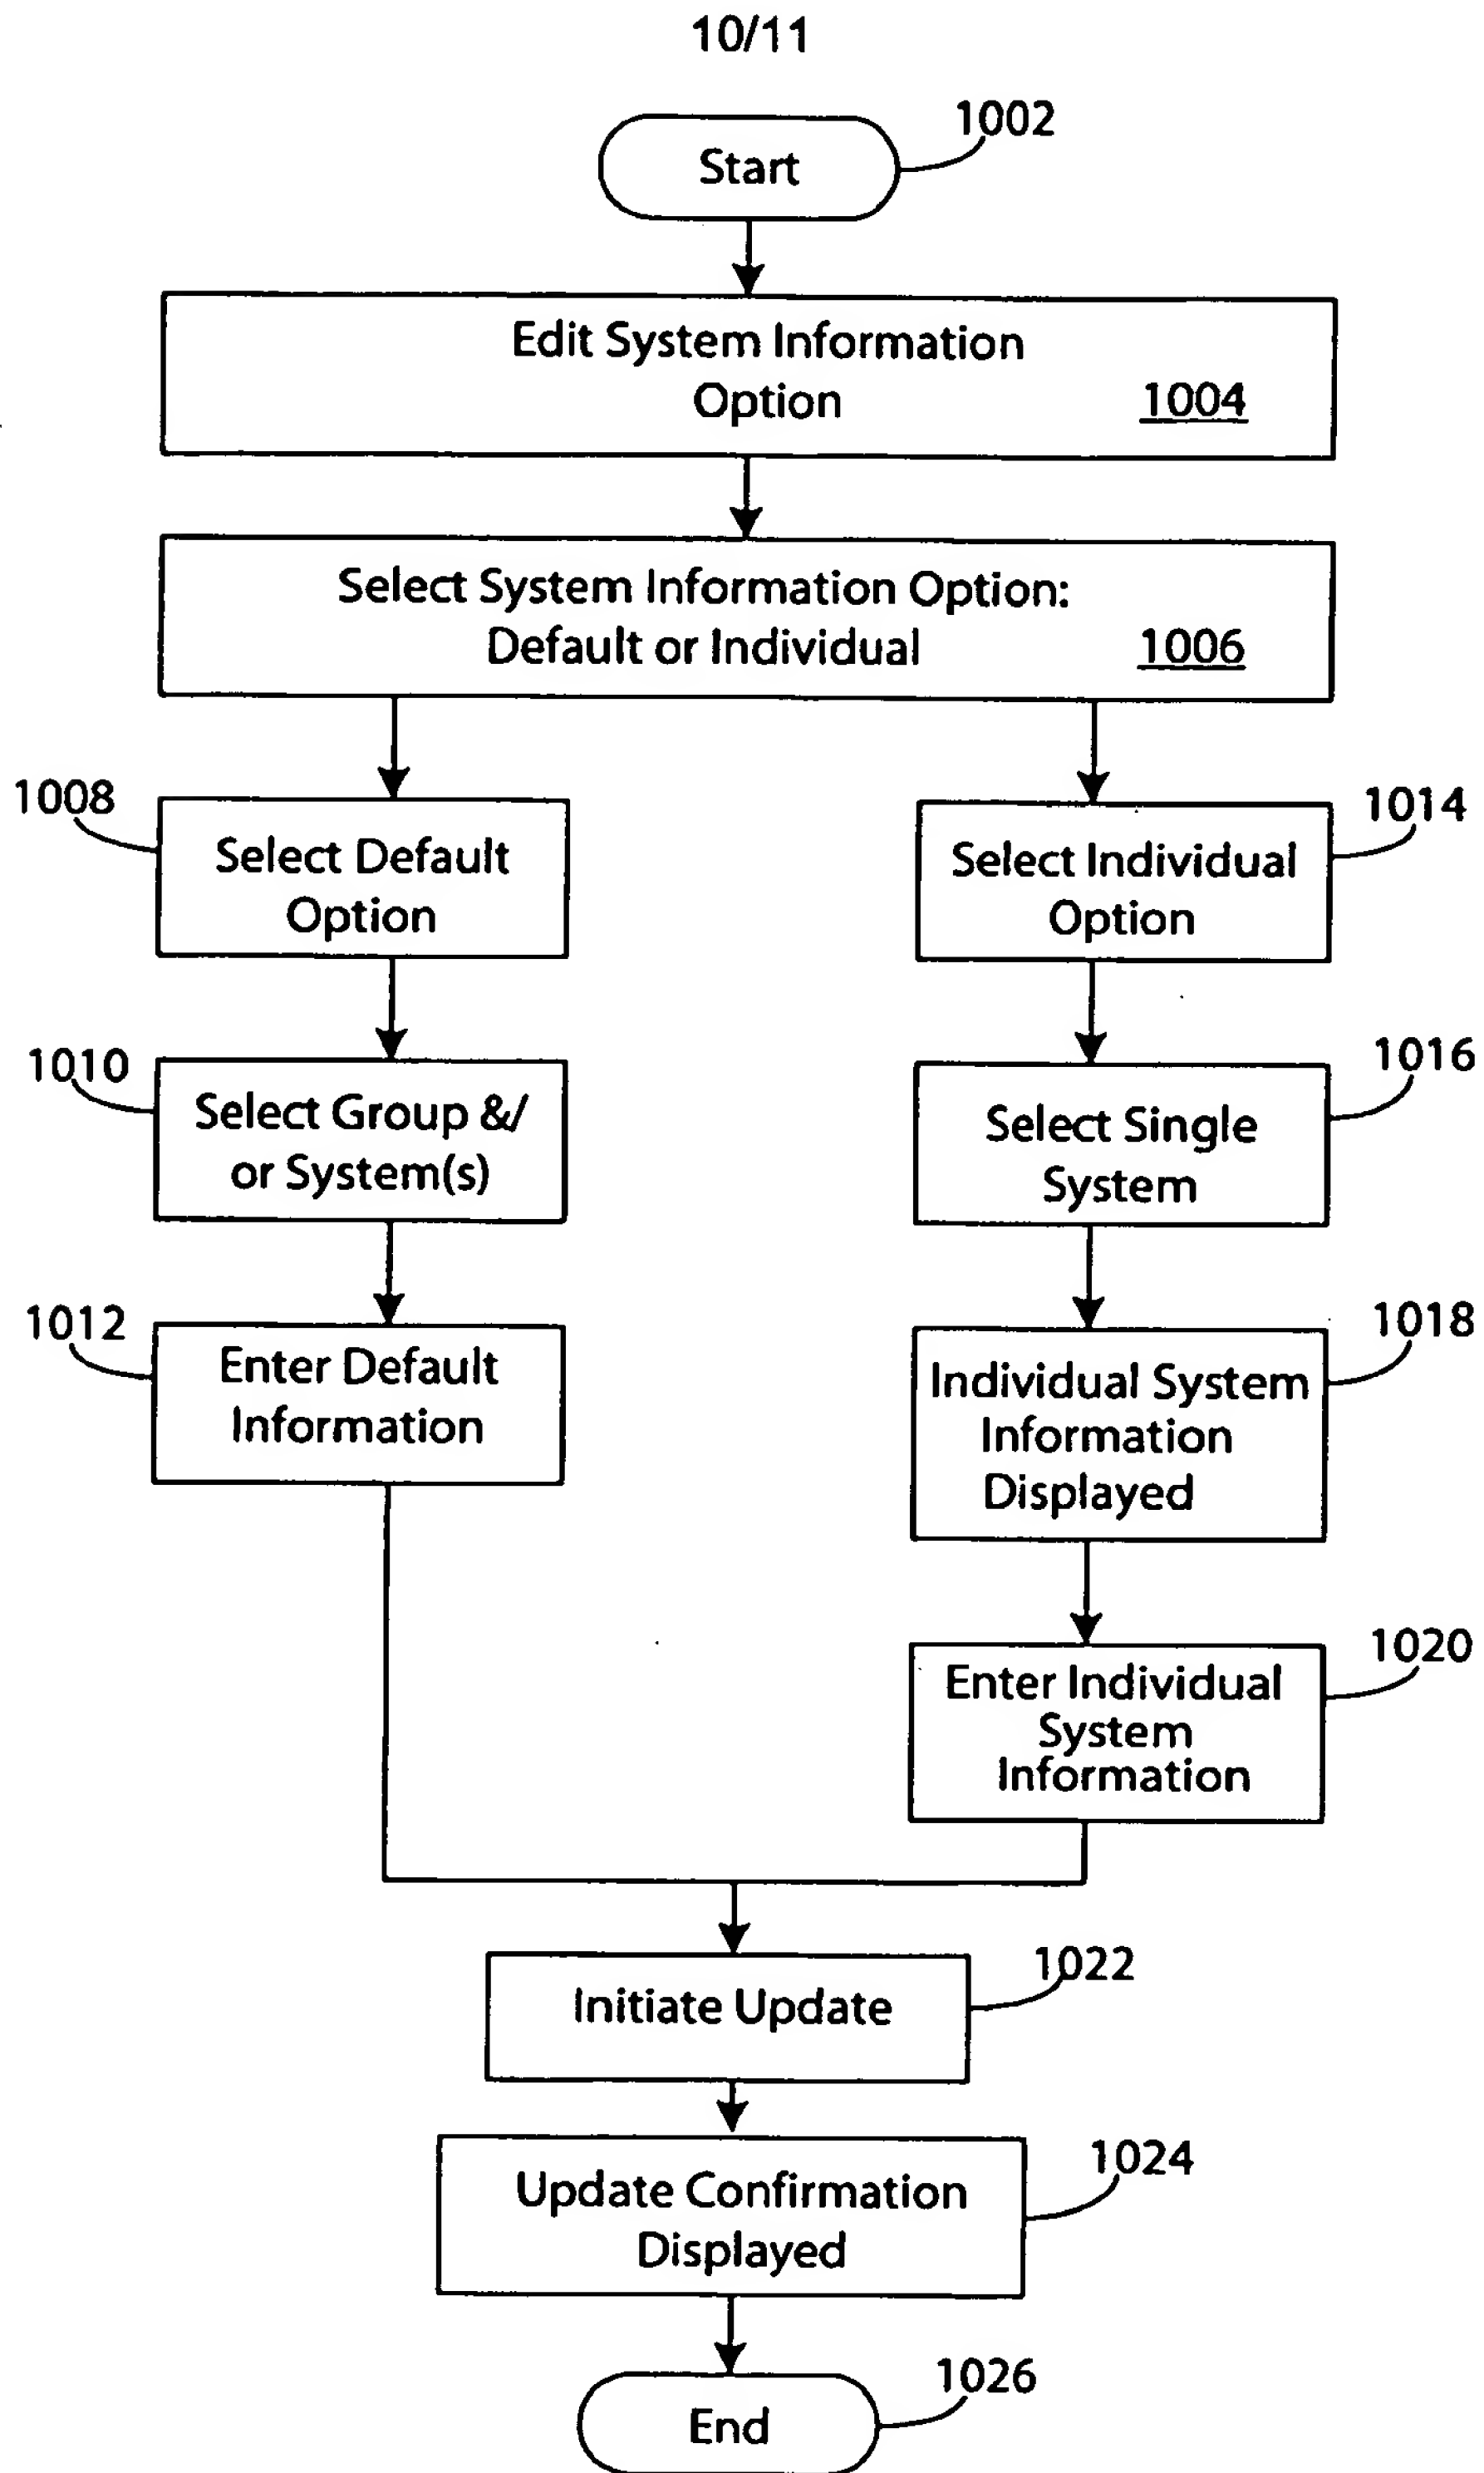 10/11
1002
Start
Edit System Information
Option
1004
Select System Information Option:
Default or Individual
1006
1008
Select Default
Option
1010
Select Group &/
or System(s)
1012
Enter Default
Information
1014
Select Individual
Option
1016
Select Single
System
1018
Individual System
Information
Displayed
1020
Enter Individual
System
Information
1022
Initiate Update
1024
Update Confirmation
Displayed
1026
End